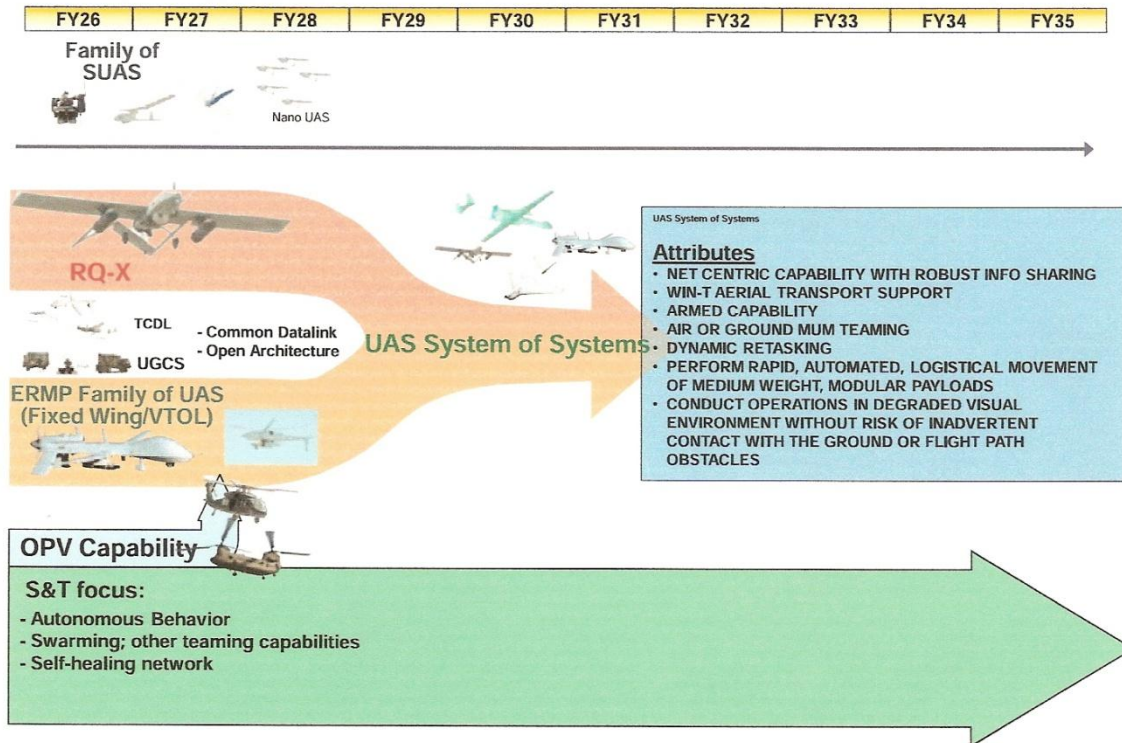 FY26 FY27 FY28 FY29 FY30 FY31 FY32 FY33 FY34 FY35
Family of
SUAS
Nano UAS
RQ-X
TCDL
UGCS
- Common Datalink
- Open Architecture
UAS System of Systems
ERMP Family of UAS
(Fixed Wing/VTOL)
UAS System of Systems
Attributes
• NET CENTRIC CAPABILITY WITH ROBUST INFO SHARING
• WIN-T AERIAL TRANSPORT SUPPORT
• ARMED CAPABILITY
• AIR OR GROUND MUM TEAMING
• DYNAMIC RETASKING
• PERFORM RAPID, AUTOMATED, LOGISTICAL MOVEMENT
OF MEDIUM WEIGHT, MODULAR PAYLOADS
• CONDUCT OPERATIONS IN DEGRADED VISUAL
ENVIRONMENT WITHOUT RISK OF INADVERTENT
CONTACT WITH THE GROUND OR FLIGHT PATH
OBSTACLES
OPV Capability
S&T focus:
- Autonomous Behavior
- Swarming; other teaming capabilities
- Self-healing network